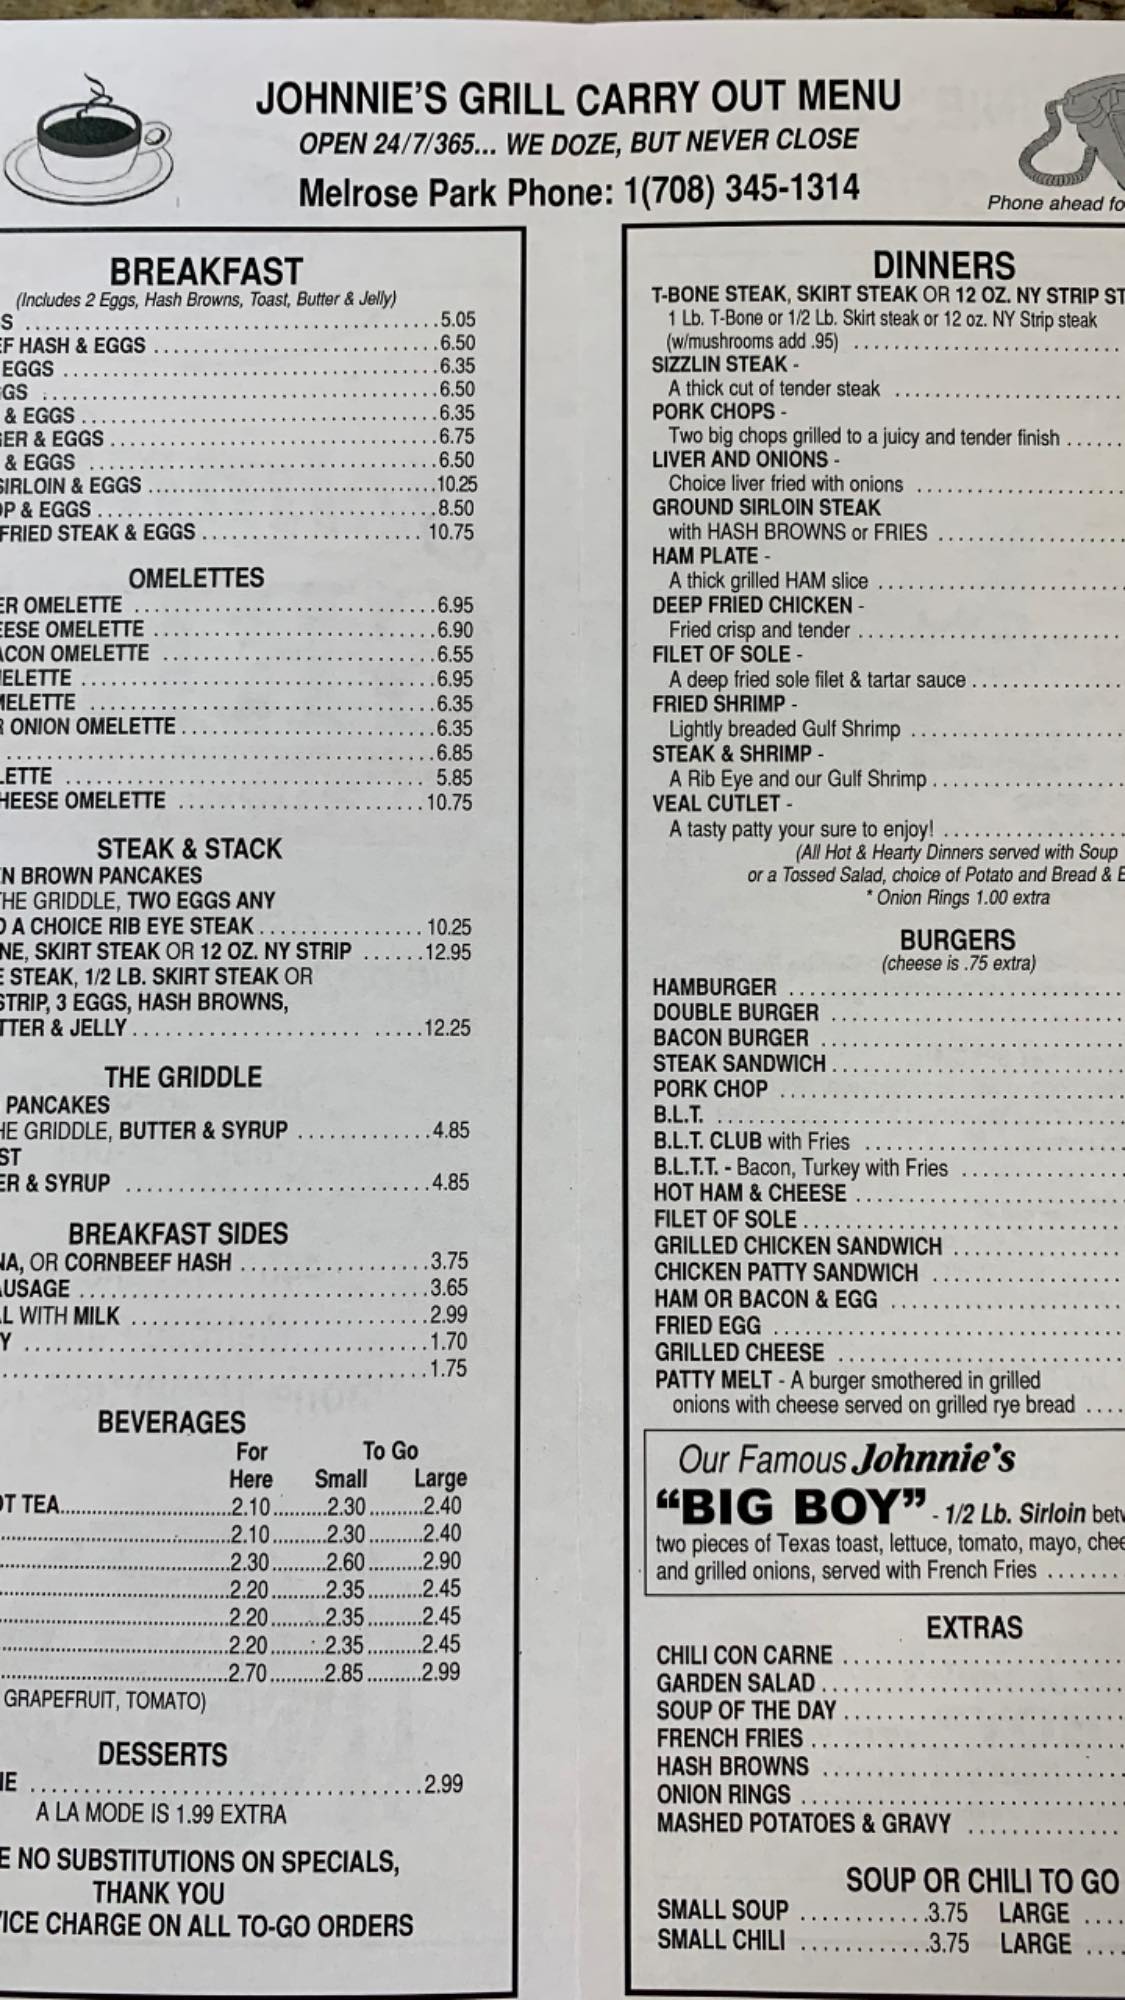 JOHNNIE'S GRILL CARRY OUT MENU
OPEN 24/7/365... WE DOZE, BUT NEVER CLOSE
Melrose Park Phone: 1(708) 345-1314
Phone ahead fo
BREAKFAST
(Includes 2 Eggs, Hash Browns, Toast, Butter & Jelly)
S ..... 5.05
EF HASH & EGGS ..... 6.50
EGGS ..... 6.35
GGS ..... 6.50
& EGGS ..... 6.35
GER & EGGS ..... 6.75
& EGGS ..... 6.50
SIRLOIN & EGGS ..... 10.25
OP & EGGS ..... 8.50
FRIED STEAK & EGGS ..... 10.75
OMELETTES
ER OMELETTE ..... 6.95
EESE OMELETTE ..... 6.90
ACON OMELETTE ..... 6.55
ELETTE ..... 6.95
MELETTE ..... 6.35
R ONION OMELETTE ..... 6.35
..... 6.85
LETTE ..... 5.85
HEESE OMELETTE ..... 10.75
STEAK & STACK
N BROWN PANCAKES
THE GRIDDLE, TWO EGGS ANY
D A CHOICE RIB EYE STEAK ..... 10.25
NE, SKIRT STEAK OR 12 OZ. NY STRIP ..... 12.95
E STEAK, 1/2 LB. SKIRT STEAK OR
STRIP, 3 EGGS, HASH BROWNS,
TTER & JELLY ..... 12.25
THE GRIDDLE
PANCAKES
HE GRIDDLE, BUTTER & SYRUP ..... 4.85
ST
ER & SYRUP ..... 4.85
BREAKFAST SIDES
NA, OR CORNBEEF HASH ..... 3.75
AUSAGE ..... 3.65
AL WITH MILK ..... 2.99
Y ..... 1.70
..... 1.75
BEVERAGES
For To Go
Here Small Large
OT TEA ..... 2.10 ..... 2.30 ..... 2.40
..... 2.10 ..... 2.30 ..... 2.40
..... 2.30 ..... 2.60 ..... 2.90
..... 2.20 ..... 2.35 ..... 2.45
..... 2.20 ..... 2.35 ..... 2.45
..... 2.20 ..... 2.35 ..... 2.45
..... 2.70 ..... 2.85 ..... 2.99
GRAPEFRUIT, TOMATO)
DESSERTS
IE ..... 2.99
A LA MODE IS 1.99 EXTRA
E NO SUBSTITUTIONS ON SPECIALS,
THANK YOU
VICE CHARGE ON ALL TO-GO ORDERS
DINNERS
T-BONE STEAK, SKIRT STEAK OR 12 OZ. NY STRIP ST
1 Lb. T-Bone or 1/2 Lb. Skirt steak or 12 oz. NY Strip steak
(w/mushrooms add .95) .....
SIZZLIN STEAK -
A thick cut of tender steak .....
PORK CHOPS -
Two big chops grilled to a juicy and tender finish .....
LIVER AND ONIONS -
Choice liver fried with onions .....
GROUND SIRLOIN STEAK
with HASH BROWNS or FRIES .....
HAM PLATE -
A thick grilled HAM slice .....
DEEP FRIED CHICKEN -
Fried crisp and tender .....
FILET OF SOLE -
A deep fried sole filet & tartar sauce .....
FRIED SHRIMP -
Lightly breaded Gulf Shrimp .....
STEAK & SHRIMP -
A Rib Eye and our Gulf Shrimp .....
VEAL CUTLET -
A tasty patty your sure to enjoy! .....
(All Hot & Hearty Dinners served with Soup
or a Tossed Salad, choice of Potato and Bread & B
* Onion Rings 1.00 extra
BURGERS
(cheese is .75 extra)
HAMBURGER .....
DOUBLE BURGER .....
BACON BURGER .....
STEAK SANDWICH .....
PORK CHOP .....
B.L.T. .....
B.L.T. CLUB with Fries .....
B.L.T.T. - Bacon, Turkey with Fries .....
HOT HAM & CHEESE .....
FILET OF SOLE .....
GRILLED CHICKEN SANDWICH .....
CHICKEN PATTY SANDWICH .....
HAM OR BACON & EGG .....
FRIED EGG .....
GRILLED CHEESE .....
PATTY MELT - A burger smothered in grilled
onions with cheese served on grilled rye bread .....
Our Famous Johnnie's
"BIG BOY" - 1/2 Lb. Sirloin betw
two pieces of Texas toast, lettuce, tomato, mayo, chee
and grilled onions, served with French Fries .....
EXTRAS
CHILI CON CARNE .....
GARDEN SALAD .....
SOUP OF THE DAY .....
FRENCH FRIES .....
HASH BROWNS .....
ONION RINGS .....
MASHED POTATOES & GRAVY .....
SOUP OR CHILI TO GO
SMALL SOUP ..... 3.75 LARGE .....
SMALL CHILI ..... 3.75 LARGE .....